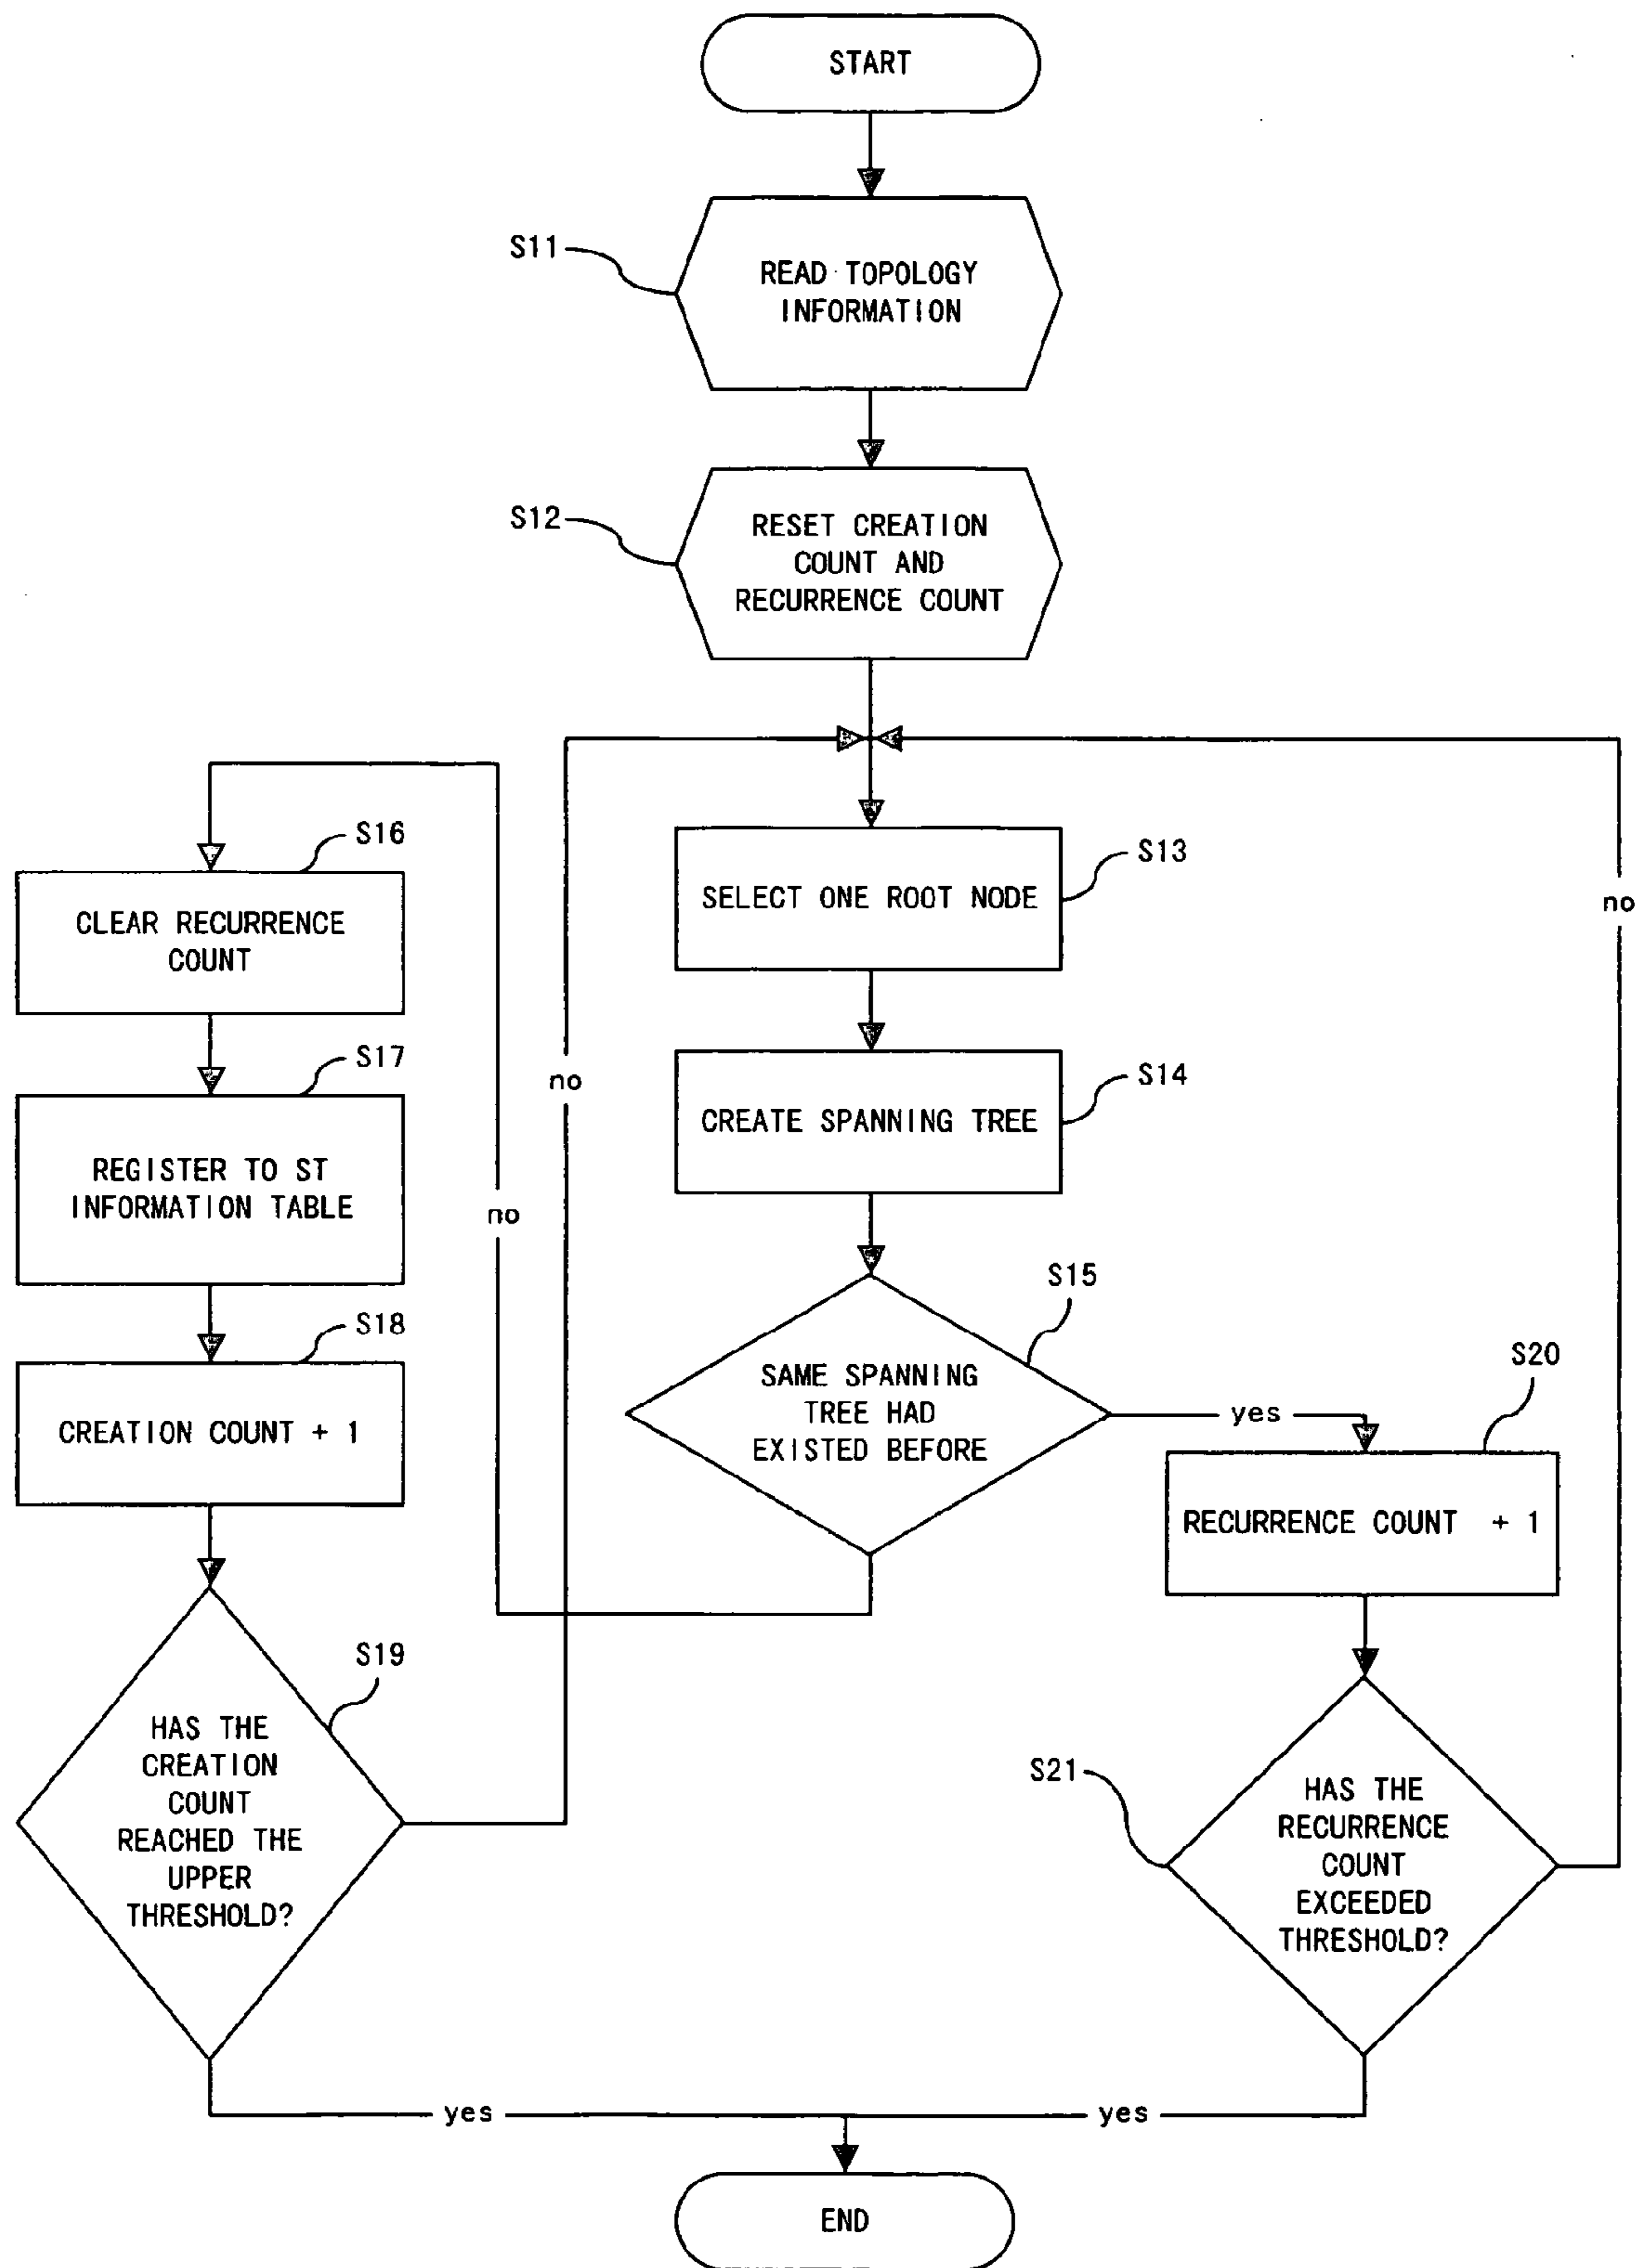 START
S11
READ TOPOLOGY
INFORMATION
S12
RESET CREATION
COUNT AND
RECURRENCE COUNT
S16
CLEAR RECURRENCE
COUNT
S13
SELECT ONE ROOT NODE
no
S17
REGISTER TO ST
INFORMATION TABLE
no
S14
CREATE SPANNING TREE
no
S18
CREATION COUNT + 1
S15
SAME SPANNING
TREE HAD
EXISTED BEFORE
yes
S20
RECURRENCE COUNT + 1
S19
HAS THE
CREATION
COUNT
REACHED THE
UPPER
THRESHOLD?
S21
HAS THE
RECURRENCE
COUNT
EXCEEDED
THRESHOLD?
yes
yes
END